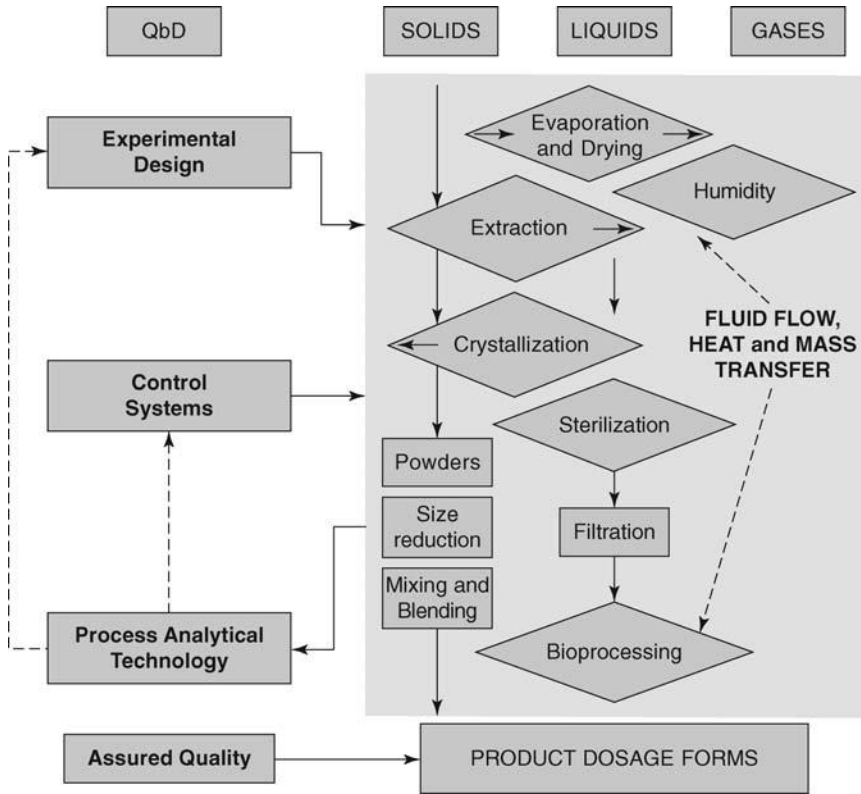 QbD
SOLIDS
LIQUIDS
GASES
Experimental
Design
Evaporation
and Drying
Humidity
Extraction
FLUID FLOW,
HEAT and MASS
TRANSFER
Crystallization
Control
Systems
Sterilization
Powders
Size
reduction
Filtration
Mixing and
Blending
Process Analytical
Technology
Bioprocessing
Assured Quality
PRODUCT DOSAGE FORMS